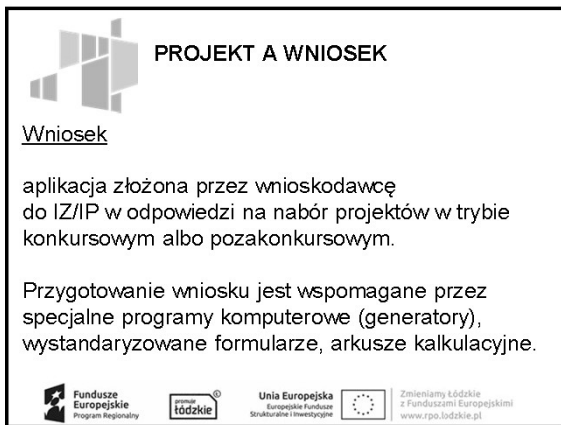 PROJEKT A WNIOSEK
Wniosek
aplikacja złożona przez wnioskodawcę
do IZ/IP w odpowiedzi na nabór projektów w trybie
konkursowym albo pozakonkursowym.
Przygotowanie wniosku jest wspomagane przez
specjalne programy komputerowe (generatory),
wystandaryzowane formularze, arkusze kalkulacyjne.
Fundusze
Europejskie
Program Regionalny
promuje
łódzkie
Unia Europejska
Europejskie Fundusze
Strukturalne i Inwestycyjne
Zmieniamy Łódzkie
z Funduszami Europejskimi
www.rpo.lodzkie.pl